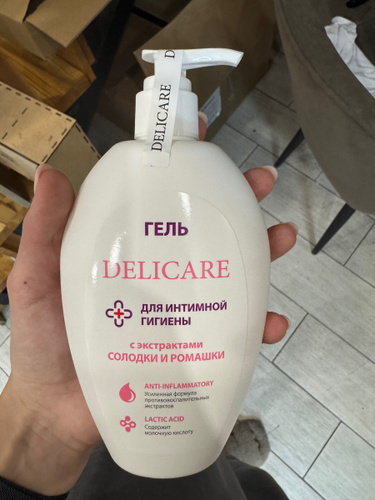 DELICARE
ГЕЛЬ
DELICARE
ДЛЯ ИНТИМНОЙ
ГИГИЕНЫ
с экстрактами
СОЛОДКИ И РОМАШКИ
ANTI-INFLAMMATORY
Усиленная формула
противовоспалительных
экстрактов
LACTIC ACID
Содержит
молочную кислоту